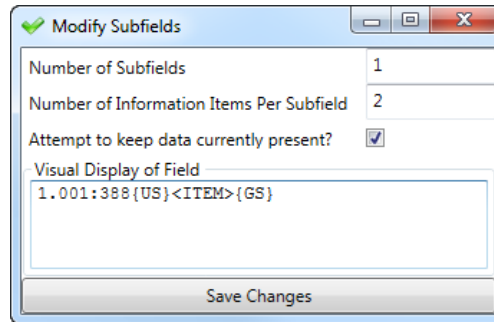 Modify Subfields
Number of Subfields 1
Number of Information Items Per Subfield 2
Attempt to keep data currently present?
Visual Display of Field
1.001:388{US}<ITEM>{GS}
Save Changes